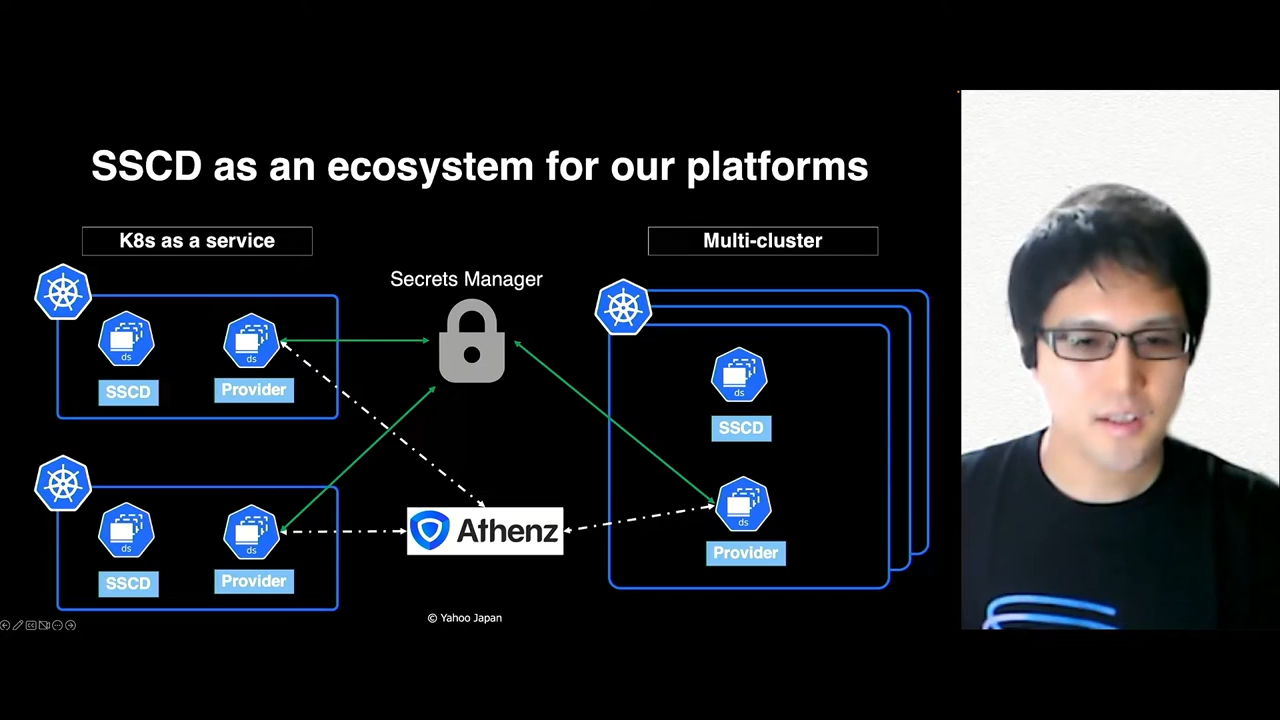 SSCD as an ecosystem for our platforms
K8s as a service
Multi-cluster
Secrets Manager
ds
SSCD
ds
Provider
ds
SSCD
ds
Provider
Athenz
ds
SSCD
ds
Provider
© Yahoo Japan